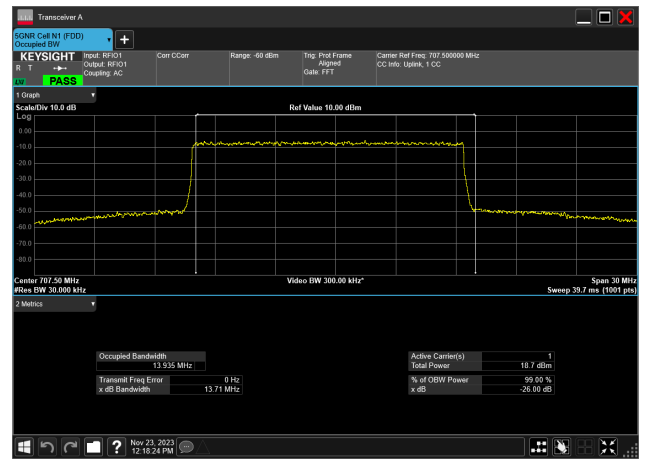 Transceiver A
5GNR Cell N1 (FDD)
Occupied BW
+
KEYSIGHT
R T
LW
PASS
Input: RFIO1
Output: RFIO1
Coupling: AC
Corr CCorr
Range: -60 dBm
Trig: Prot Frame
Aligned
Gate: FFT
Carrier Ref Freq: 707.500000 MHz
CC Info: Uplink, 1 CC
1 Graph
Scale/Div 10.0 dB
Ref Value 10.00 dBm
Log
0.00
-10.0
-20.0
-30.0
-40.0
-50.0
-60.0
-70.0
-80.0
Center 707.50 MHz
Video BW 300.00 kHz*
Span 30 MHz
#Res BW 30.000 kHz
Sweep 39.7 ms (1001 pts)
2 Metrics
Occupied Bandwidth
13.935 MHz
Transmit Freq Error 0 Hz
x dB Bandwidth 13.71 MHz
Active Carrier(s) 1
Total Power 18.7 dBm
% of OBW Power 99.00 %
x dB -26.00 dB
?
Nov 23, 2023
12:18:24 PM